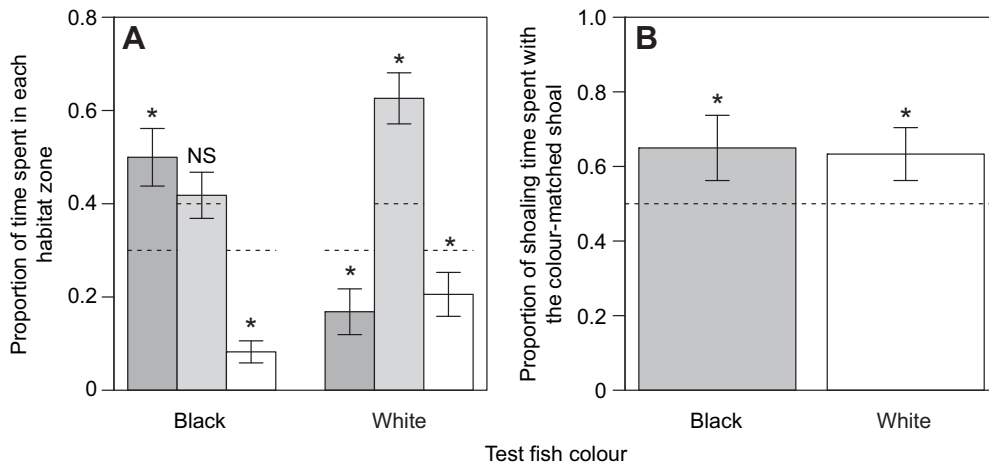 A
Proportion of time spent in each
habitat zone
0.8
0.6
0.4
0.2
0
*
NS
*
*
*
*
Black
White
B
Proportion of shoaling time spent with
the colour-matched shoal
1.0
0.8
0.6
0.4
0.2
0
*
*
Black
White
Test fish colour